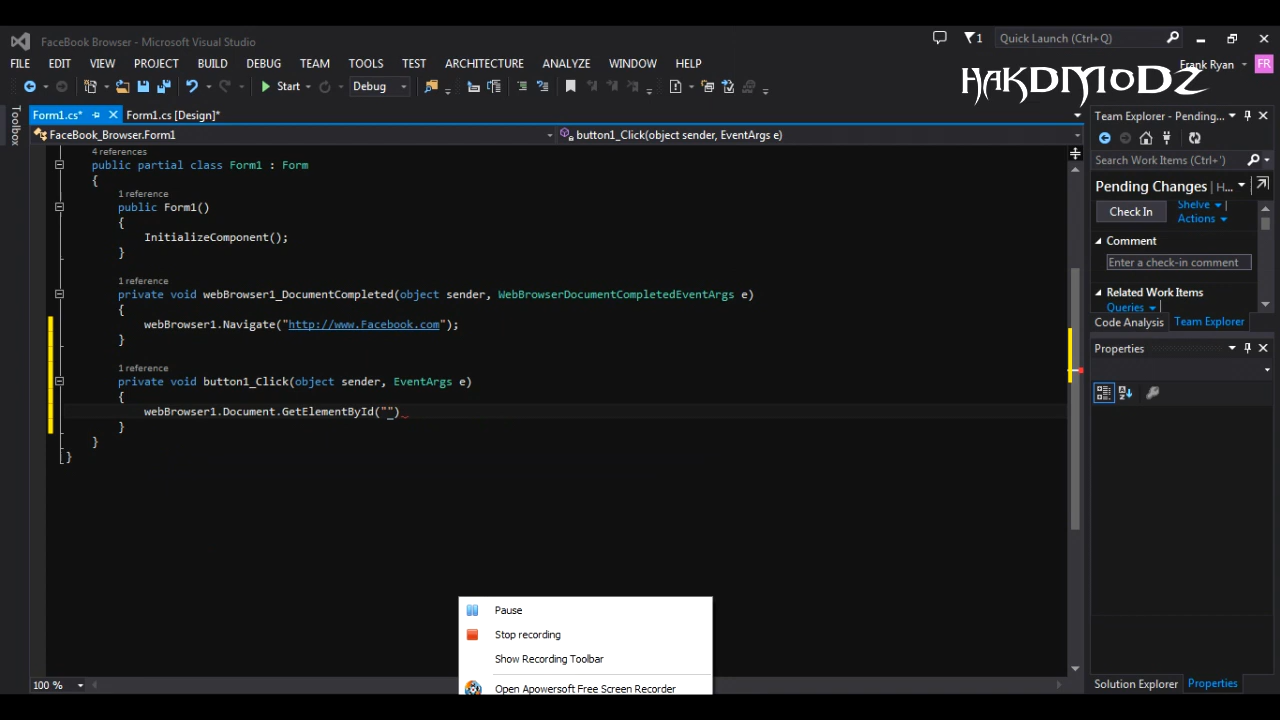 FaceBook Browser - Microsoft Visual Studio
1
Quick Launch (Ctrl+Q)
FILE EDIT VIEW PROJECT BUILD DEBUG TEAM TOOLS TEST ARCHITECTURE ANALYZE WINDOW HELP
Frank Ryan FR
HAKDMODZ
Start Debug
Toolbox
Form1.cs* Form1.cs [Design]*
FaceBook_Browser.Form1 button1_Click(object sender, EventArgs e)
4 references
public partial class Form1 : Form
{
1 reference
public Form1()
{
InitializeComponent();
}
1 reference
private void webBrowser1_DocumentCompleted(object sender, WebBrowserDocumentCompletedEventArgs e)
{
webBrowser1.Navigate("http://www.Facebook.com");
}
1 reference
private void button1_Click(object sender, EventArgs e)
{
webBrowser1.Document.GetElementById("")
}
}
}
100 %
Pause
Stop recording
Show Recording Toolbar
Open Apowersoft Free Screen Recorder
Team Explorer - Pending...
Search Work Items (Ctrl+')
Pending Changes | H...
Check In Shelve
Actions
Comment
Enter a check-in comment
Related Work Items
Queries
Code Analysis Team Explorer
Properties
Solution Explorer Properties